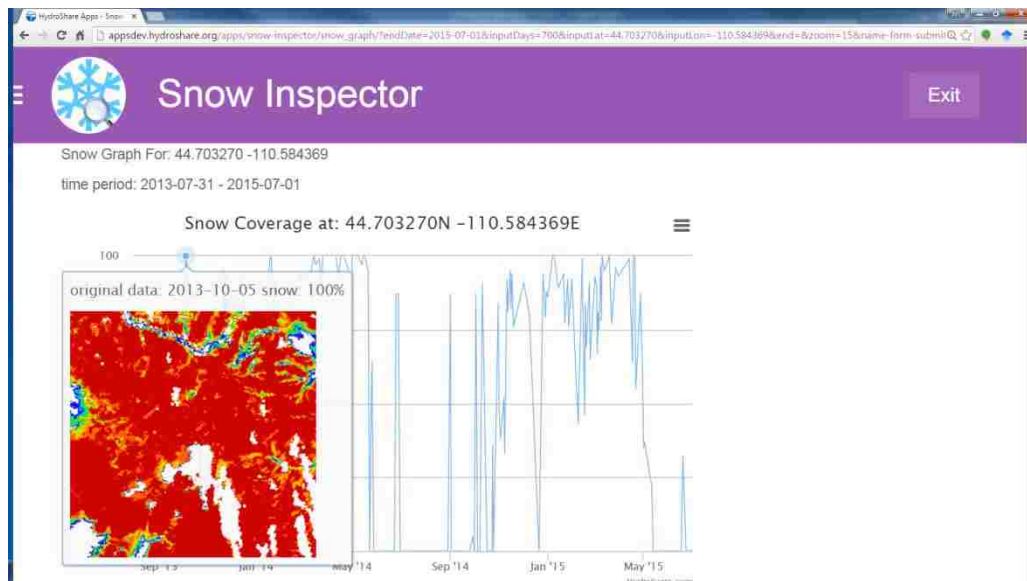 HydroShare Apps - Snow
appsdev.hydroshare.org/apps/snow-inspector/snow_graph/?endDate=2015-07-01&inputDays=700&inputLat=44.703270&inputLon=-110.584369&end=&zoom=15&name-form-submit
Snow Inspector
Exit
Snow Graph For: 44.703270 -110.584369
time period: 2013-07-31 - 2015-07-01
Snow Coverage at: 44.703270N -110.584369E
100
original data: 2013-10-05 snow: 100%
Sep '13 Jan '14 May '14 Sep '14 Jan '15 May '15